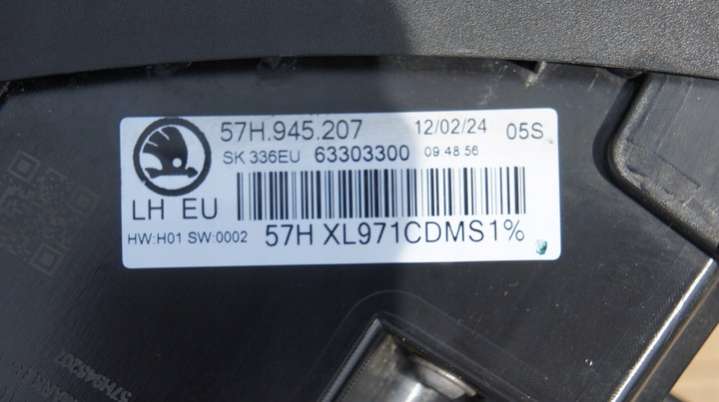 57H.945.207 12/02/24 05S
SK 336EU 63303300 09:48:56
LH EU
HW:H01 SW:0002 57H XL971CDMS1%
57H945207